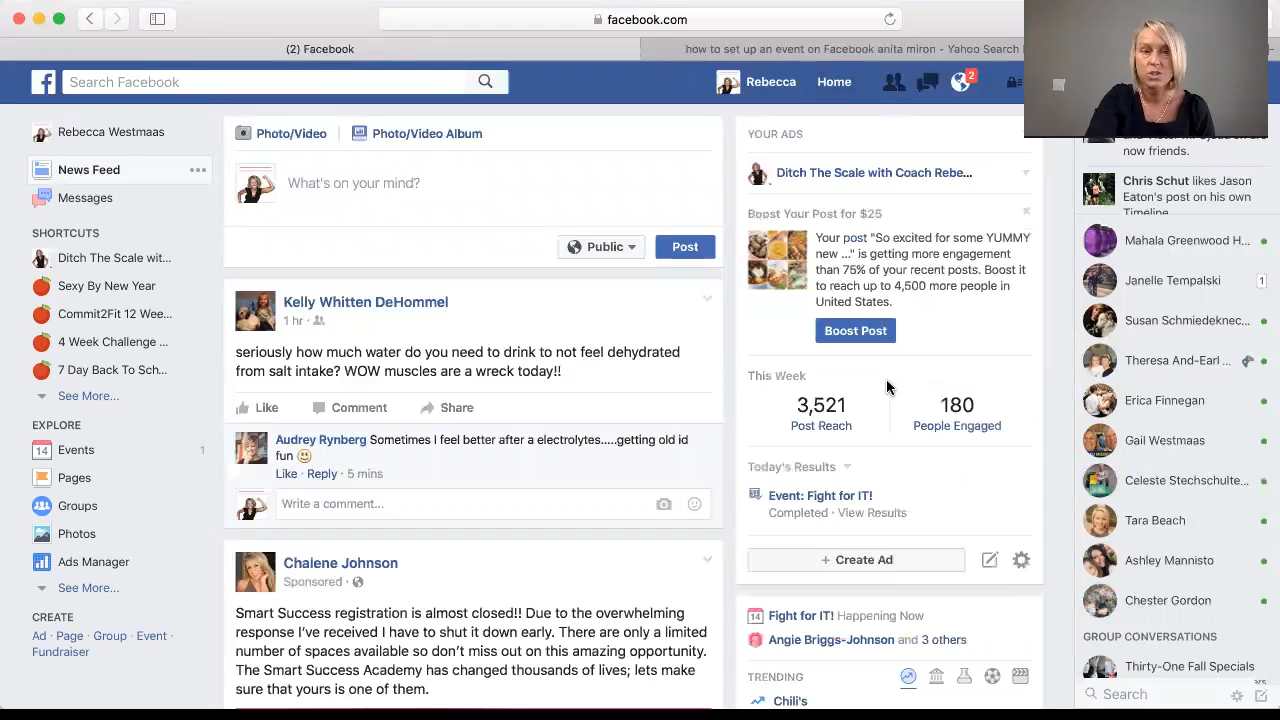 facebook.com
(2) Facebook
how to set up an event on Facebook anita miron - Yahoo Search
Search Facebook
Rebecca
Home
2
Rebecca Westmaas
News Feed
Messages
SHORTCUTS
Ditch The Scale wit...
Sexy By New Year
Commit2Fit 12 Wee...
4 Week Challenge ...
7 Day Back To Sch...
See More...
EXPLORE
14
Events
1
Pages
Groups
Photos
Ads Manager
See More...
CREATE
Ad · Page · Group · Event ·
Fundraiser
Photo/Video
Photo/Video Album
What's on your mind?
Public
Post
Kelly Whitten DeHommel
1 hr ·
seriously how much water do you need to drink to not feel dehydrated
from salt intake? WOW muscles are a wreck today!!
Like
Comment
Share
Audrey Rynberg Sometimes I feel better after a electrolytes.....getting old id
fun
Like · Reply · 5 mins
Write a comment...
Chalene Johnson
Sponsored ·
Smart Success registration is almost closed!! Due to the overwhelming
response I've received I have to shut it down early. There are only a limited
number of spaces available so don't miss out on this amazing opportunity.
The Smart Success Academy has changed thousands of lives; lets make
sure that yours is one of them.
YOUR ADS
Ditch The Scale with Coach Rebe...
Boost Your Post for $25
Your post "So excited for some YUMMY
new ..." is getting more engagement
than 75% of your recent posts. Boost it
to reach up to 4,500 more people in
United States.
Boost Post
This Week
3,521
Post Reach
180
People Engaged
Today's Results
Event: Fight for IT!
Completed · View Results
+ Create Ad
14
Fight for IT! Happening Now
Angie Briggs-Johnson and 3 others
TRENDING
Chili's
now friends.
Chris Schut likes Jason
Eaton's post on his own
Timeline.
Mahala Greenwood H...
Janelle Tempalski
1
Susan Schmiedeknec...
Theresa And-Earl ...
Erica Finnegan
Gail Westmaas
Celeste Stechschulte...
Tara Beach
Ashley Mannisto
Chester Gordon
GROUP CONVERSATIONS
Thirty-One Fall Specials
Search